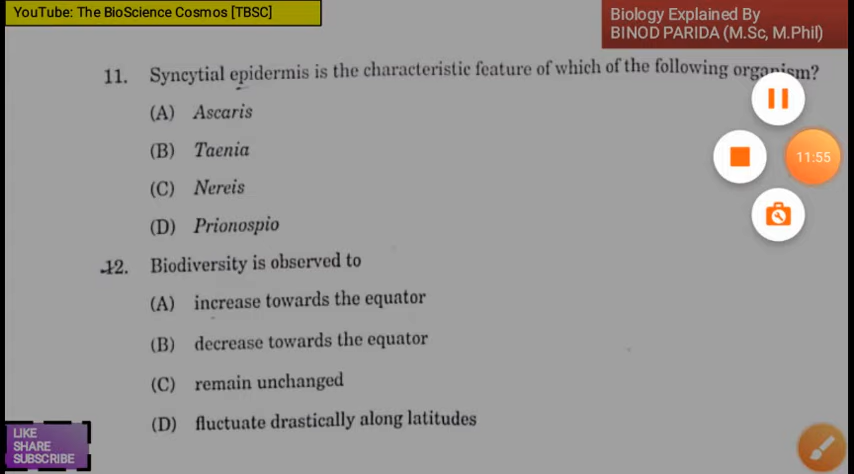 YouTube: The BioScience Cosmos [TBSC]
Biology Explained By
BINOD PARIDA (M.Sc, M.Phil)
11. Syncytial epidermis is the characteristic feature of which of the following organism?
(A) Ascaris
(B) Taenia
(C) Nereis
(D) Prionospio
12. Biodiversity is observed to
(A) increase towards the equator
(B) decrease towards the equator
(C) remain unchanged
(D) fluctuate drastically along latitudes
11:55
LIKE
SHARE
SUBSCRIBE